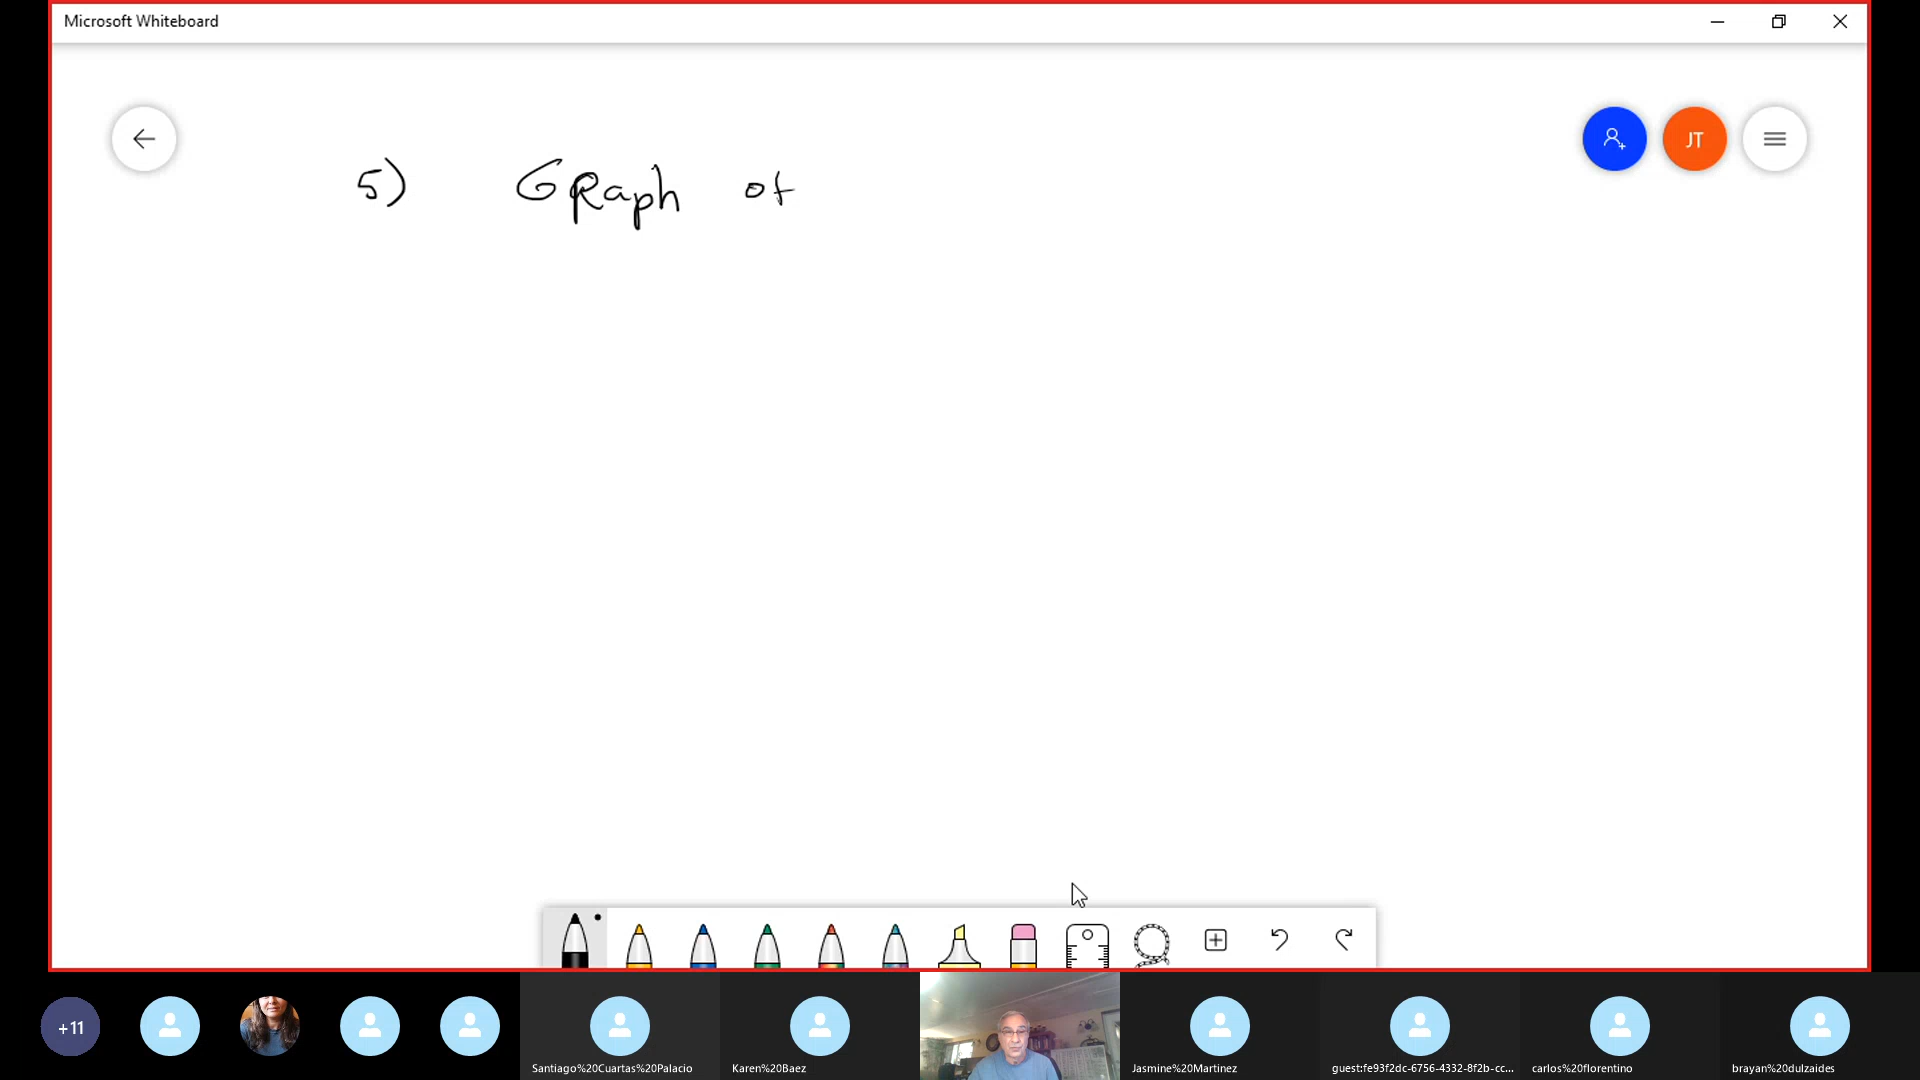 Microsoft Whiteboard
JT
5) GRaph of
+11
Santiago%20Cuartas%20Palacio
Karen%20Baez
Jasmine%20Martinez
guest:fe93f2dc-6756-4332-8f2b-cc...
carlos%20florentino
brayan%20dulzaides